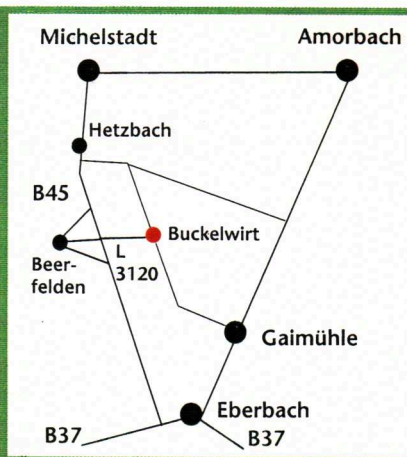 Michelstadt
Amorbach
Hetzbach
B45
Buckelwirt
Beer-
felden
L
3120
Gaimühle
Eberbach
B37
B37